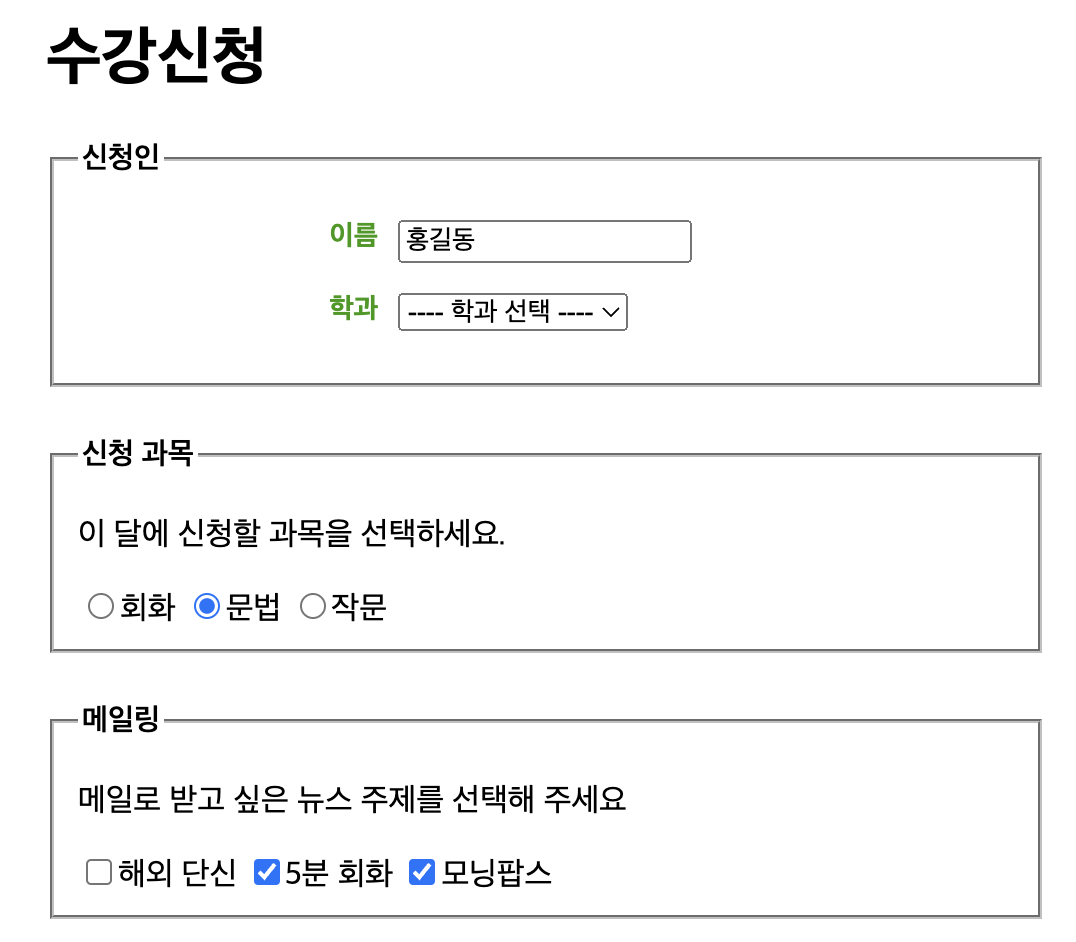 수강신청
신청인
이름 홍길동
학과 ---- 학과 선택 ----
신청 과목
이 달에 신청할 과목을 선택하세요.
회화 문법 작문
메일링
메일로 받고 싶은 뉴스 주제를 선택해 주세요
해외 단신 5분 회화 모닝팝스